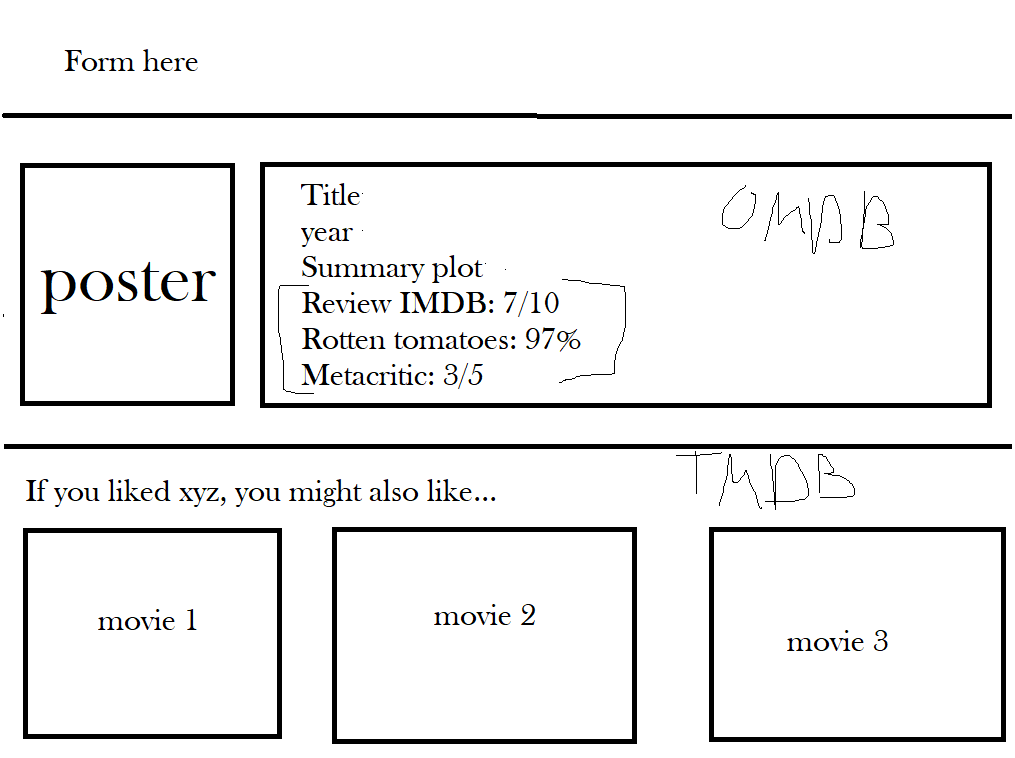 Form here
poster
Title
year
Summary plot
Review IMDB: 7/10
Rotten tomatoes: 97%
Metacritic: 3/5
OMDB
If you liked xyz, you might also like...
TMDB
movie 1
movie 2
movie 3